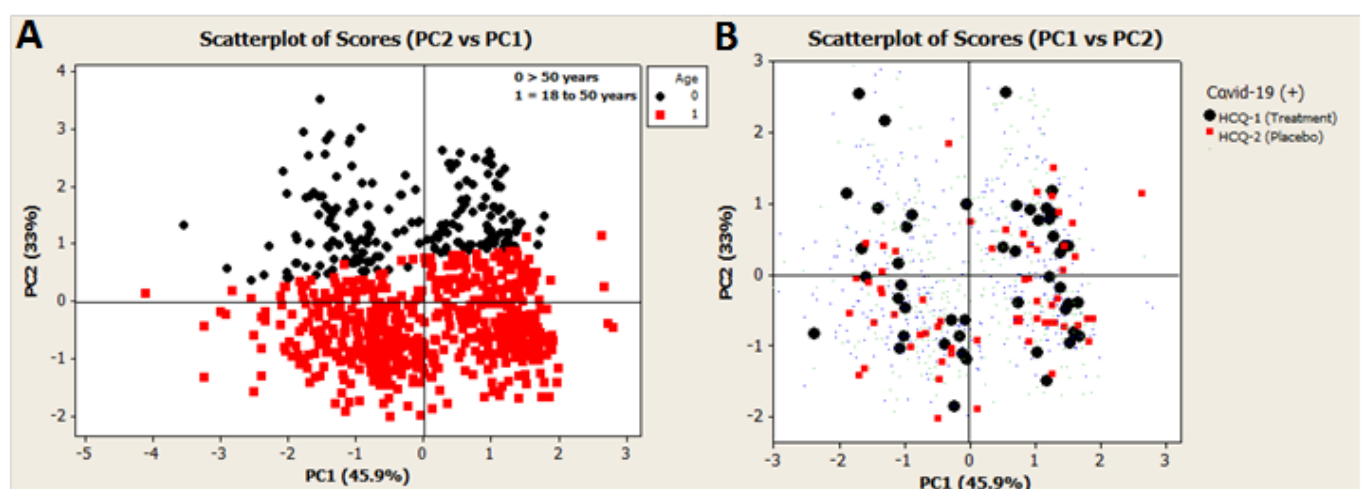 A
Scatterplot of Scores (PC2 vs PC1)
0 > 50 years
1 = 18 to 50 years
Age
0
1
4
3
2
1
0
-1
-2
PC2 (33%)
-5 -4 -3 -2 -1 0 1 2 3
PC1 (45.9%)
B
Scatterplot of Scores (PC1 vs PC2)
Covid-19 (+)
HCQ-1 (Treatment)
HCQ-2 (Placebo)
3
2
1
0
-1
-2
PC2 (33%)
-3 -2 -1 0 1 2 3
PC1 (45.9%)